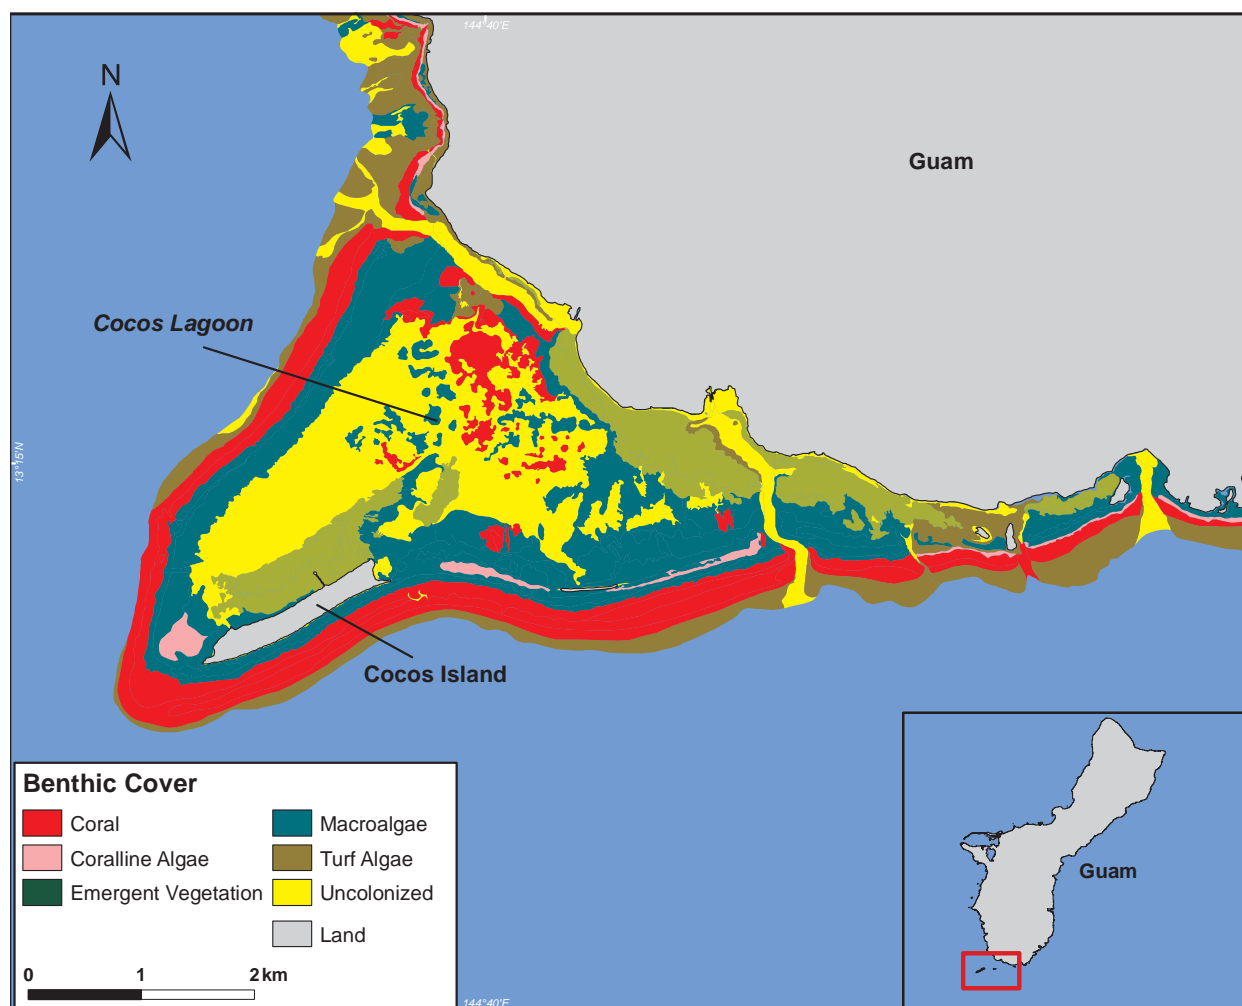 144°40'E
N
Guam
Cocos Lagoon
13°15'N
Cocos Island
Benthic Cover
Coral
Macroalgae
Coralline Algae
Turf Algae
Emergent Vegetation
Uncolonized
Land
0 1 2 km
144°40'E
Guam